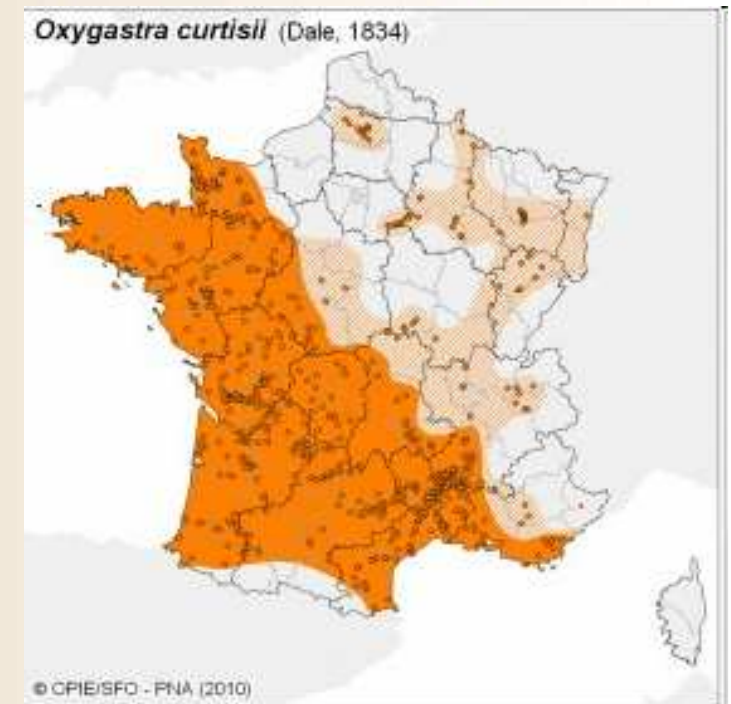 Oxygastra curtisii (Dale, 1834)
© OPIE/SFO - PNA (2010)